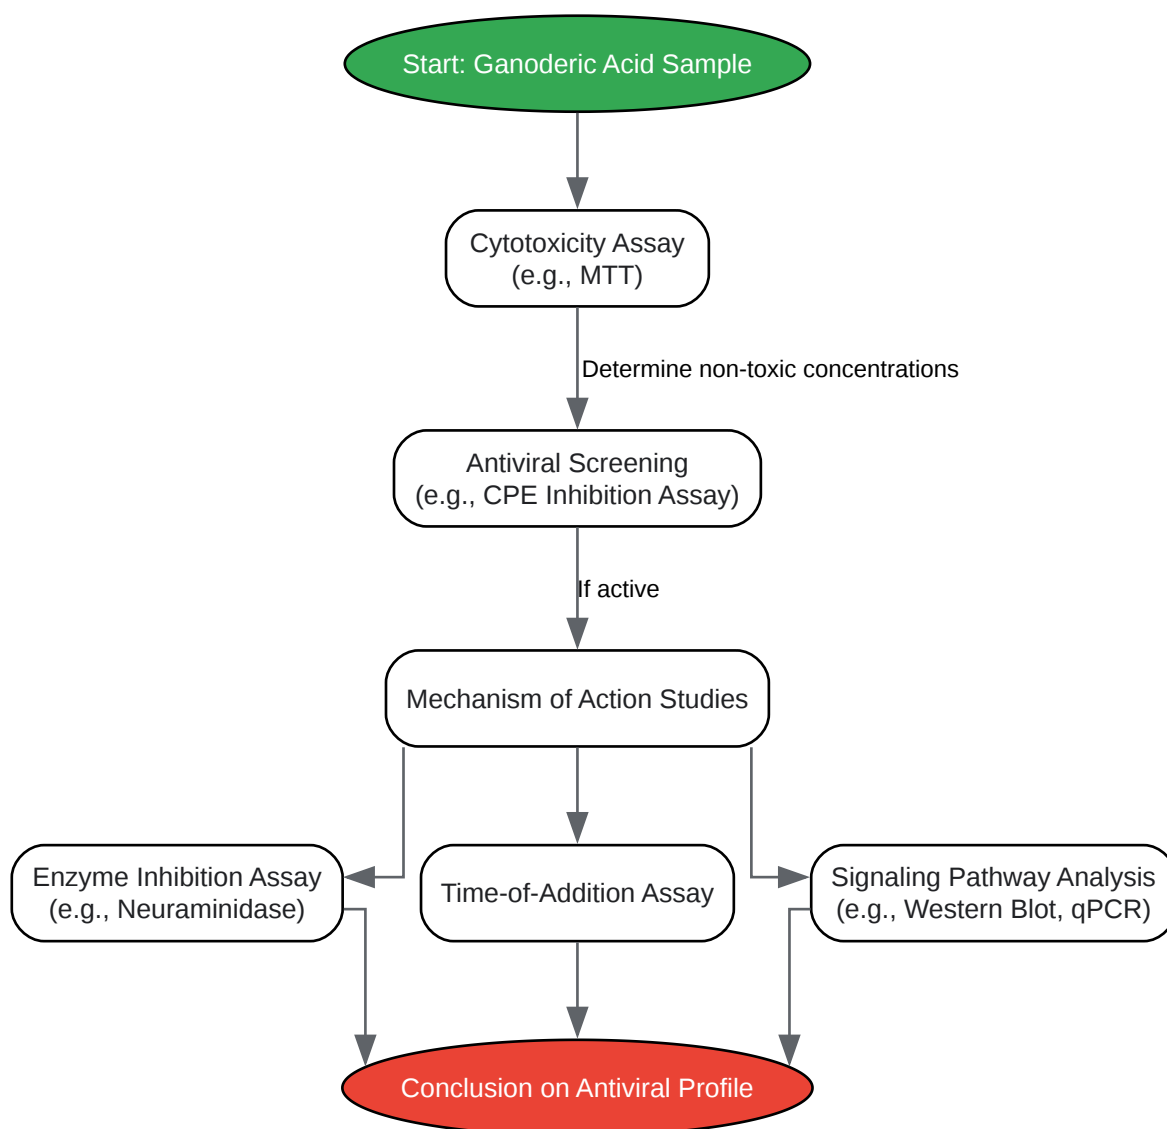 Start: Ganoderic Acid Sample
Cytotoxicity Assay
(e.g., MTT)
Determine non-toxic concentrations
Antiviral Screening
(e.g., CPE Inhibition Assay)
If active
Mechanism of Action Studies
Enzyme Inhibition Assay
(e.g., Neuraminidase)
Time-of-Addition Assay
Signaling Pathway Analysis
(e.g., Western Blot, qPCR)
Conclusion on Antiviral Profile